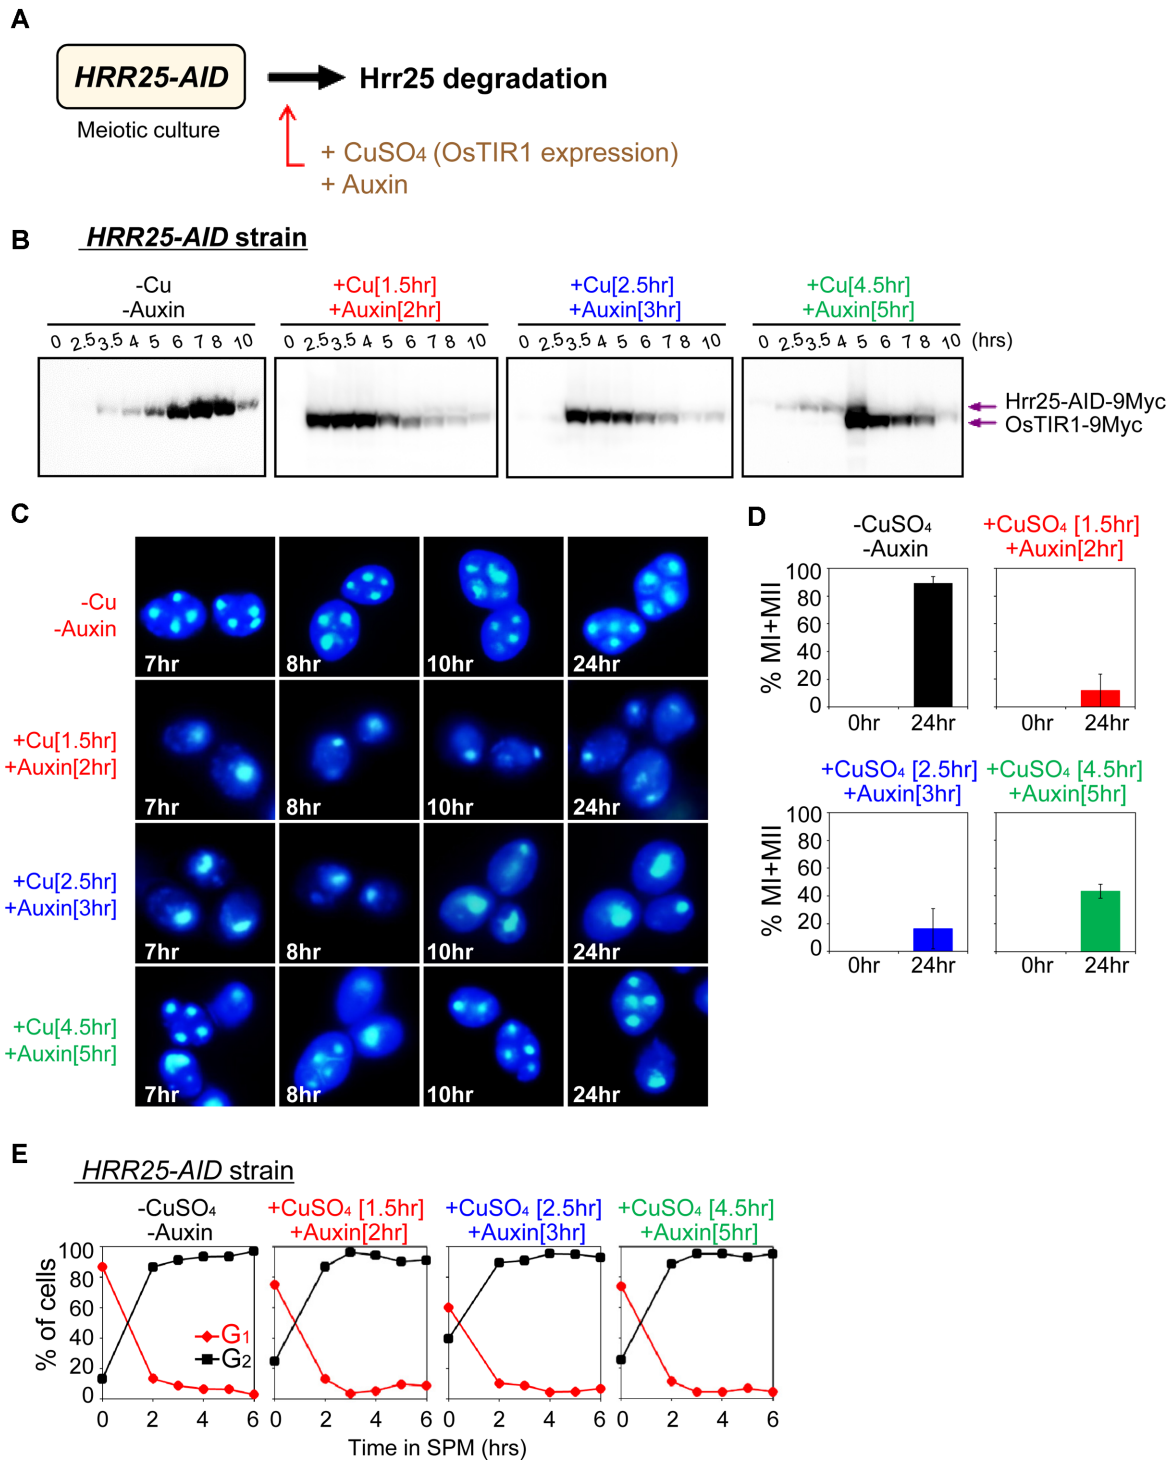 A
HRR25-AID
Hrr25 degradation
Meiotic culture
+ CuSO4 (OsTIR1 expression)
+ Auxin
B
HRR25-AID strain
-Cu
-Auxin
+Cu[1.5hr]
+Auxin[2hr]
+Cu[2.5hr]
+Auxin[3hr]
+Cu[4.5hr]
+Auxin[5hr]
0 2.5 3.5 4 5 6 7 8 10
0 2.5 3.5 4 5 6 7 8 10
0 2.5 3.5 4 5 6 7 8 10
0 2.5 3.5 4 5 6 7 8 10 (hrs)
Hrr25-AID-9Myc
OsTIR1-9Myc
C
-Cu
-Auxin
7hr 8hr 10hr 24hr
+Cu[1.5hr]
+Auxin[2hr]
7hr 8hr 10hr 24hr
+Cu[2.5hr]
+Auxin[3hr]
7hr 8hr 10hr 24hr
+Cu[4.5hr]
+Auxin[5hr]
7hr 8hr 10hr 24hr
D
-CuSO4
-Auxin
+CuSO4 [1.5hr]
+Auxin[2hr]
% MI+MII
100
80
60
40
20
0
0hr 24hr
0hr 24hr
+CuSO4 [2.5hr]
+Auxin[3hr]
+CuSO4 [4.5hr]
+Auxin[5hr]
% MI+MII
100
80
60
40
20
0
0hr 24hr
0hr 24hr
E
HRR25-AID strain
-CuSO4
-Auxin
+CuSO4 [1.5hr]
+Auxin[2hr]
+CuSO4 [2.5hr]
+Auxin[3hr]
+CuSO4 [4.5hr]
+Auxin[5hr]
% of cells
100
80
60
40
20
0
G1
G2
0 2 4 6
0 2 4 6
0 2 4 6
0 2 4 6
Time in SPM (hrs)